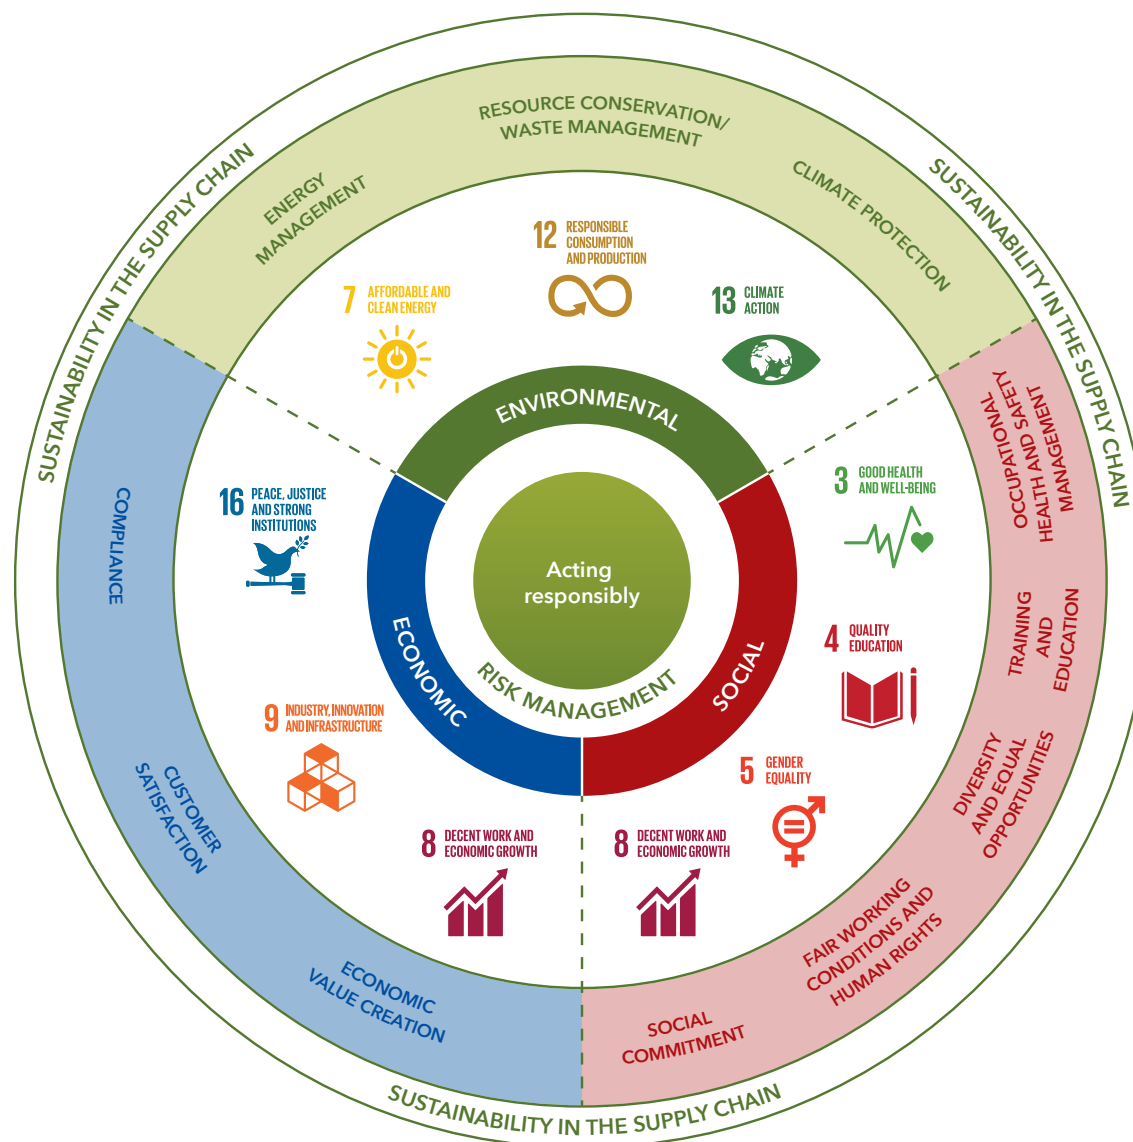 SUSTAINABILITY IN THE SUPPLY CHAIN
SUSTAINABILITY IN THE SUPPLY CHAIN
SUSTAINABILITY IN THE SUPPLY CHAIN
ENERGY
MANAGEMENT
RESOURCE CONSERVATION/
WASTE MANAGEMENT
CLIMATE PROTECTION
OCCUPATIONAL
HEALTH AND SAFETY
MANAGEMENT
TRAINING
AND
EDUCATION
DIVERSITY
AND EQUAL
OPPORTUNITIES
FAIR WORKING
CONDITIONS AND
HUMAN RIGHTS
SOCIAL
COMMITMENT
ECONOMIC
VALUE CREATION
CUSTOMER
SATISFACTION
COMPLIANCE
7 AFFORDABLE AND
CLEAN ENERGY
12 RESPONSIBLE
CONSUMPTION
AND PRODUCTION
13 CLIMATE
ACTION
3 GOOD HEALTH
AND WELL-BEING
4 QUALITY
EDUCATION
5 GENDER
EQUALITY
8 DECENT WORK AND
ECONOMIC GROWTH
8 DECENT WORK AND
ECONOMIC GROWTH
9 INDUSTRY, INNOVATION
AND INFRASTRUCTURE
16 PEACE, JUSTICE
AND STRONG
INSTITUTIONS
ENVIRONMENTAL
SOCIAL
ECONOMIC
RISK MANAGEMENT
Acting
responsibly